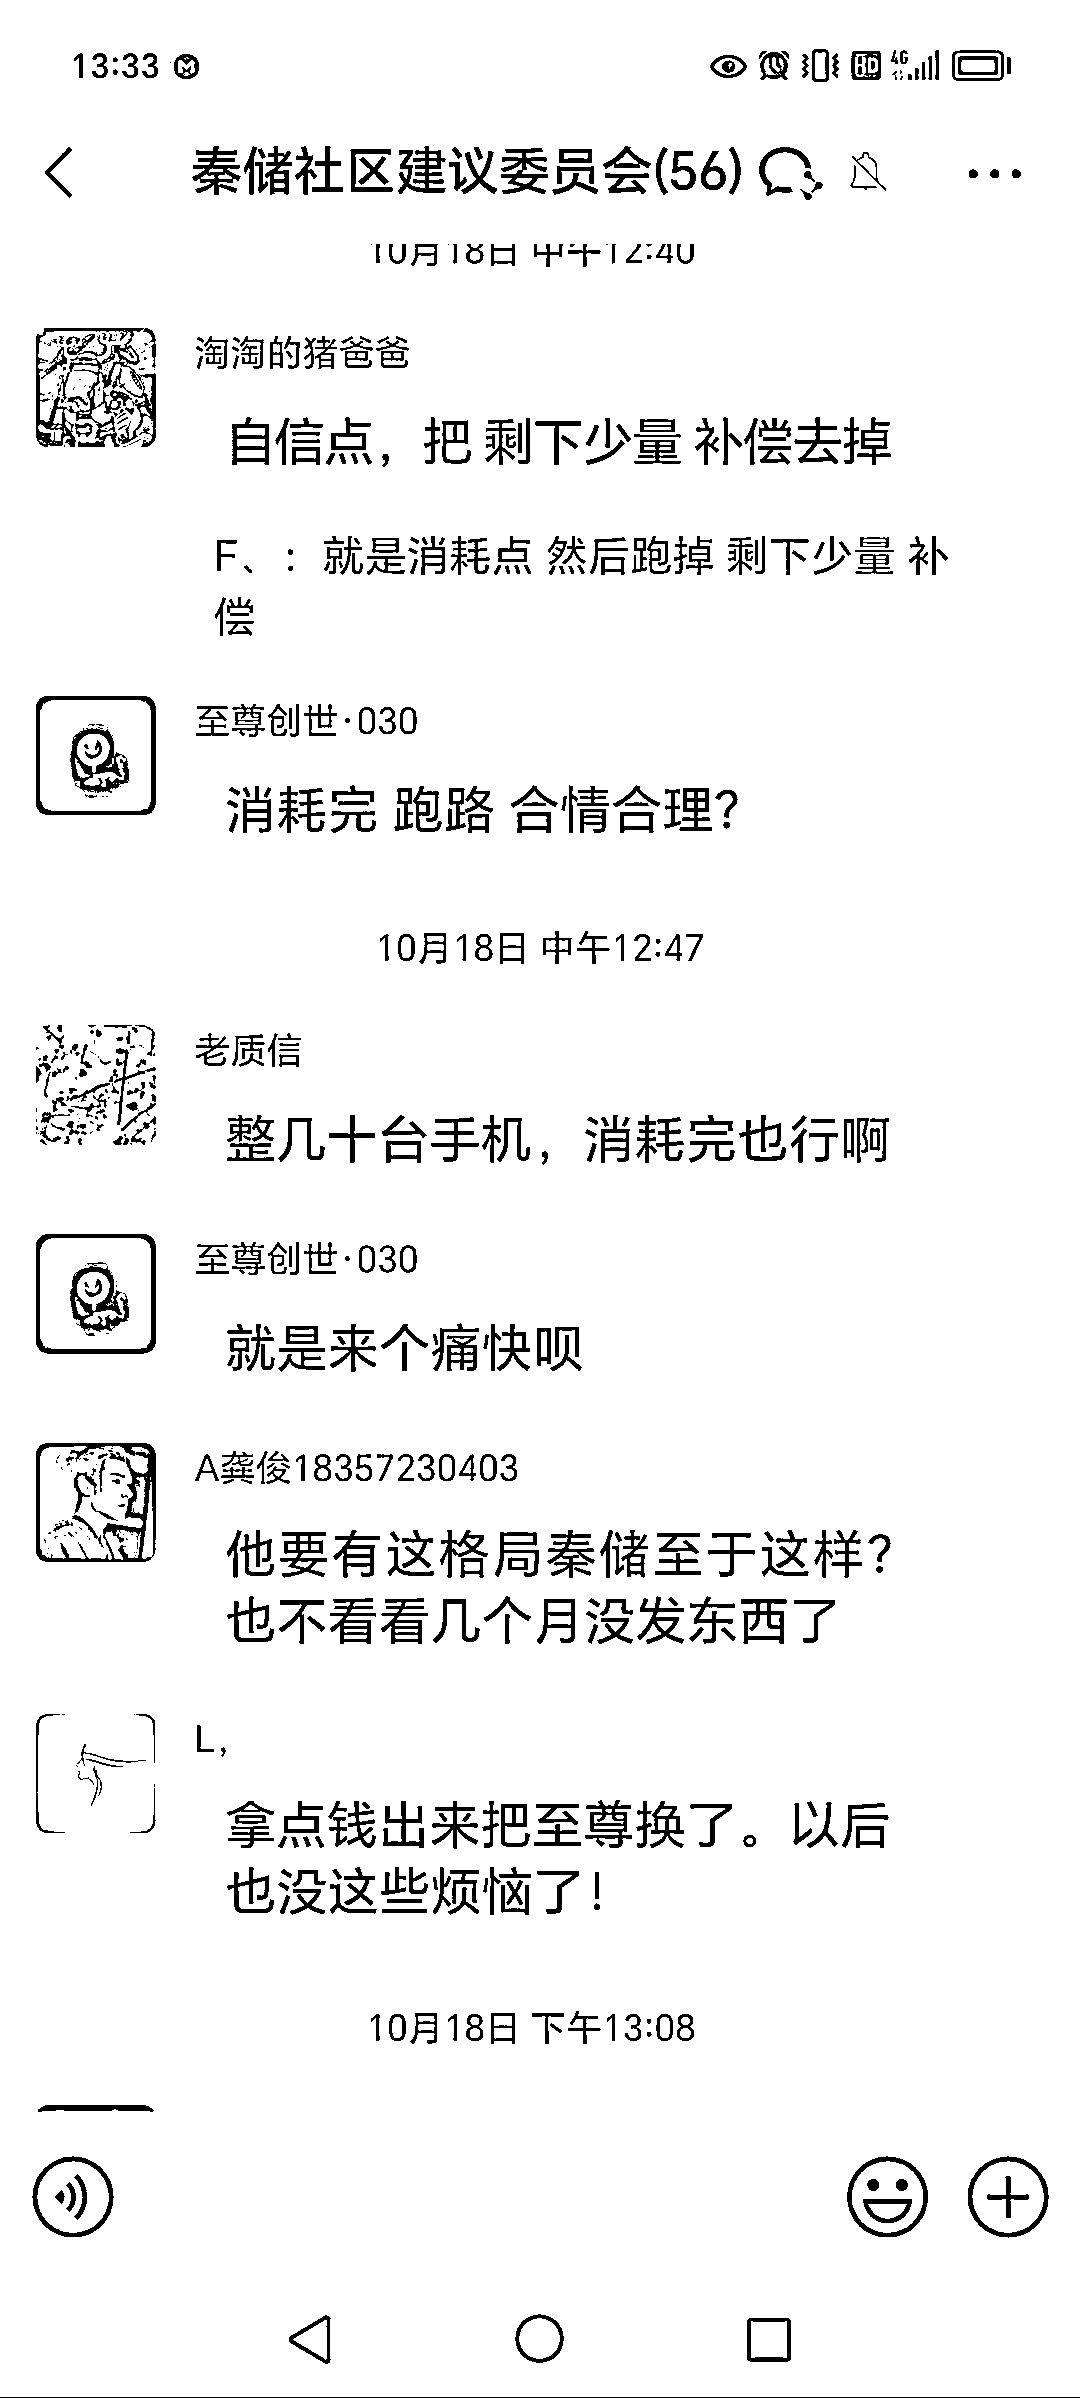 13:33
HD 4G
秦储社区建议委员会(56)
10月18日 中午12:40
淘淘的猪爸爸
自信点，把 剩下少量 补偿去掉
F、：就是消耗点 然后跑掉 剩下少量 补
偿
至尊创世·030
消耗完 跑路 合情合理？
10月18日 中午12:47
老质信
整几十台手机，消耗完也行啊
至尊创世·030
就是来个痛快呗
A龚俊18357230403
他要有这格局秦储至于这样？
也不看看几个月没发东西了
L,
拿点钱出来把至尊换了。以后
也没这些烦恼了！
10月18日 下午13:08